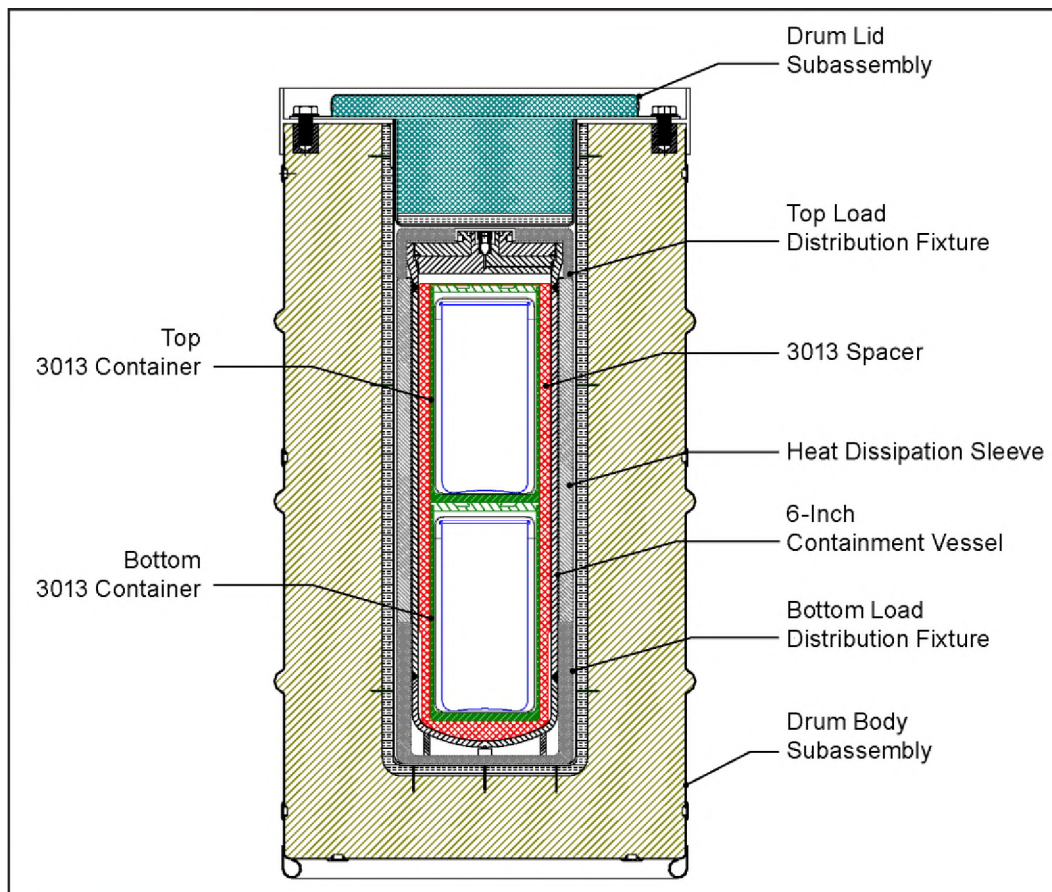 Drum Lid
Subassembly
Top Load
Distribution Fixture
Top
3013 Container
3013 Spacer
Heat Dissipation Sleeve
6-Inch
Containment Vessel
Bottom
3013 Container
Bottom Load
Distribution Fixture
Drum Body
Subassembly